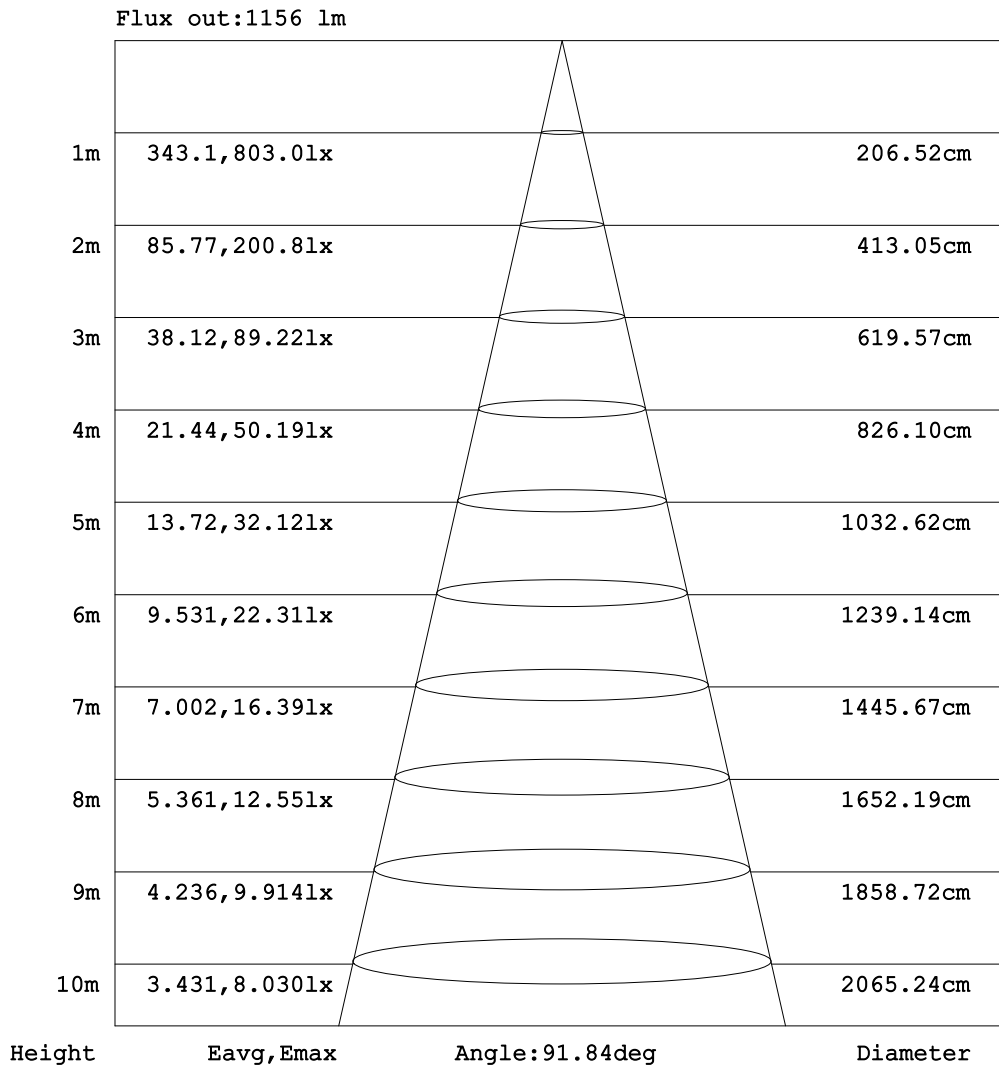 Flux out:1156 lm
1m 343.1,803.0lx 206.52cm
2m 85.77,200.8lx 413.05cm
3m 38.12,89.22lx 619.57cm
4m 21.44,50.19lx 826.10cm
5m 13.72,32.12lx 1032.62cm
6m 9.531,22.31lx 1239.14cm
7m 7.002,16.39lx 1445.67cm
8m 5.361,12.55lx 1652.19cm
9m 4.236,9.914lx 1858.72cm
10m 3.431,8.030lx 2065.24cm
Height Eavg,Emax Angle:91.84deg Diameter